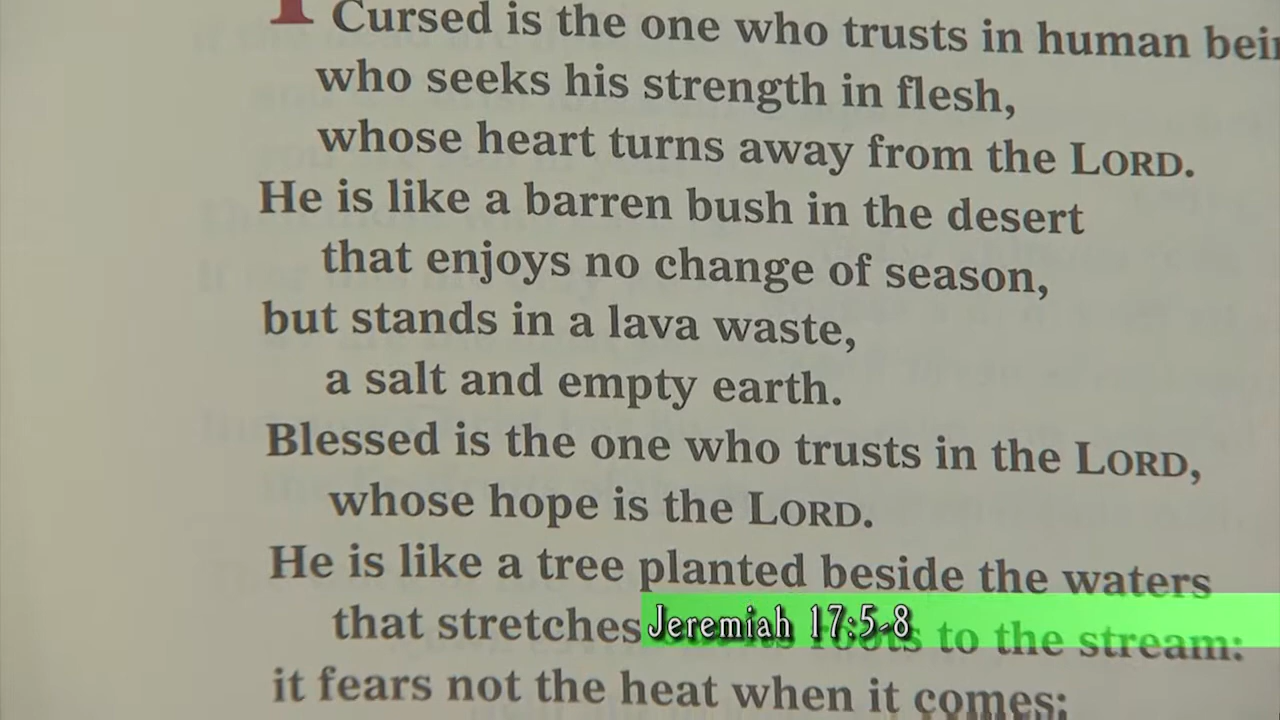 Cursed is the one who trusts in human
who seeks his strength in flesh,
whose heart turns away from the LORD.
He is like a barren bush in the desert
that enjoys no change of season,
but stands in a lava waste,
a salt and empty earth.
Blessed is the one who trusts in the LORD,
whose hope is the LORD.
He is like a tree planted beside the waters
that stretches roots to the stream:
Jeremiah 17:5-8
it fears not the heat when it comes;